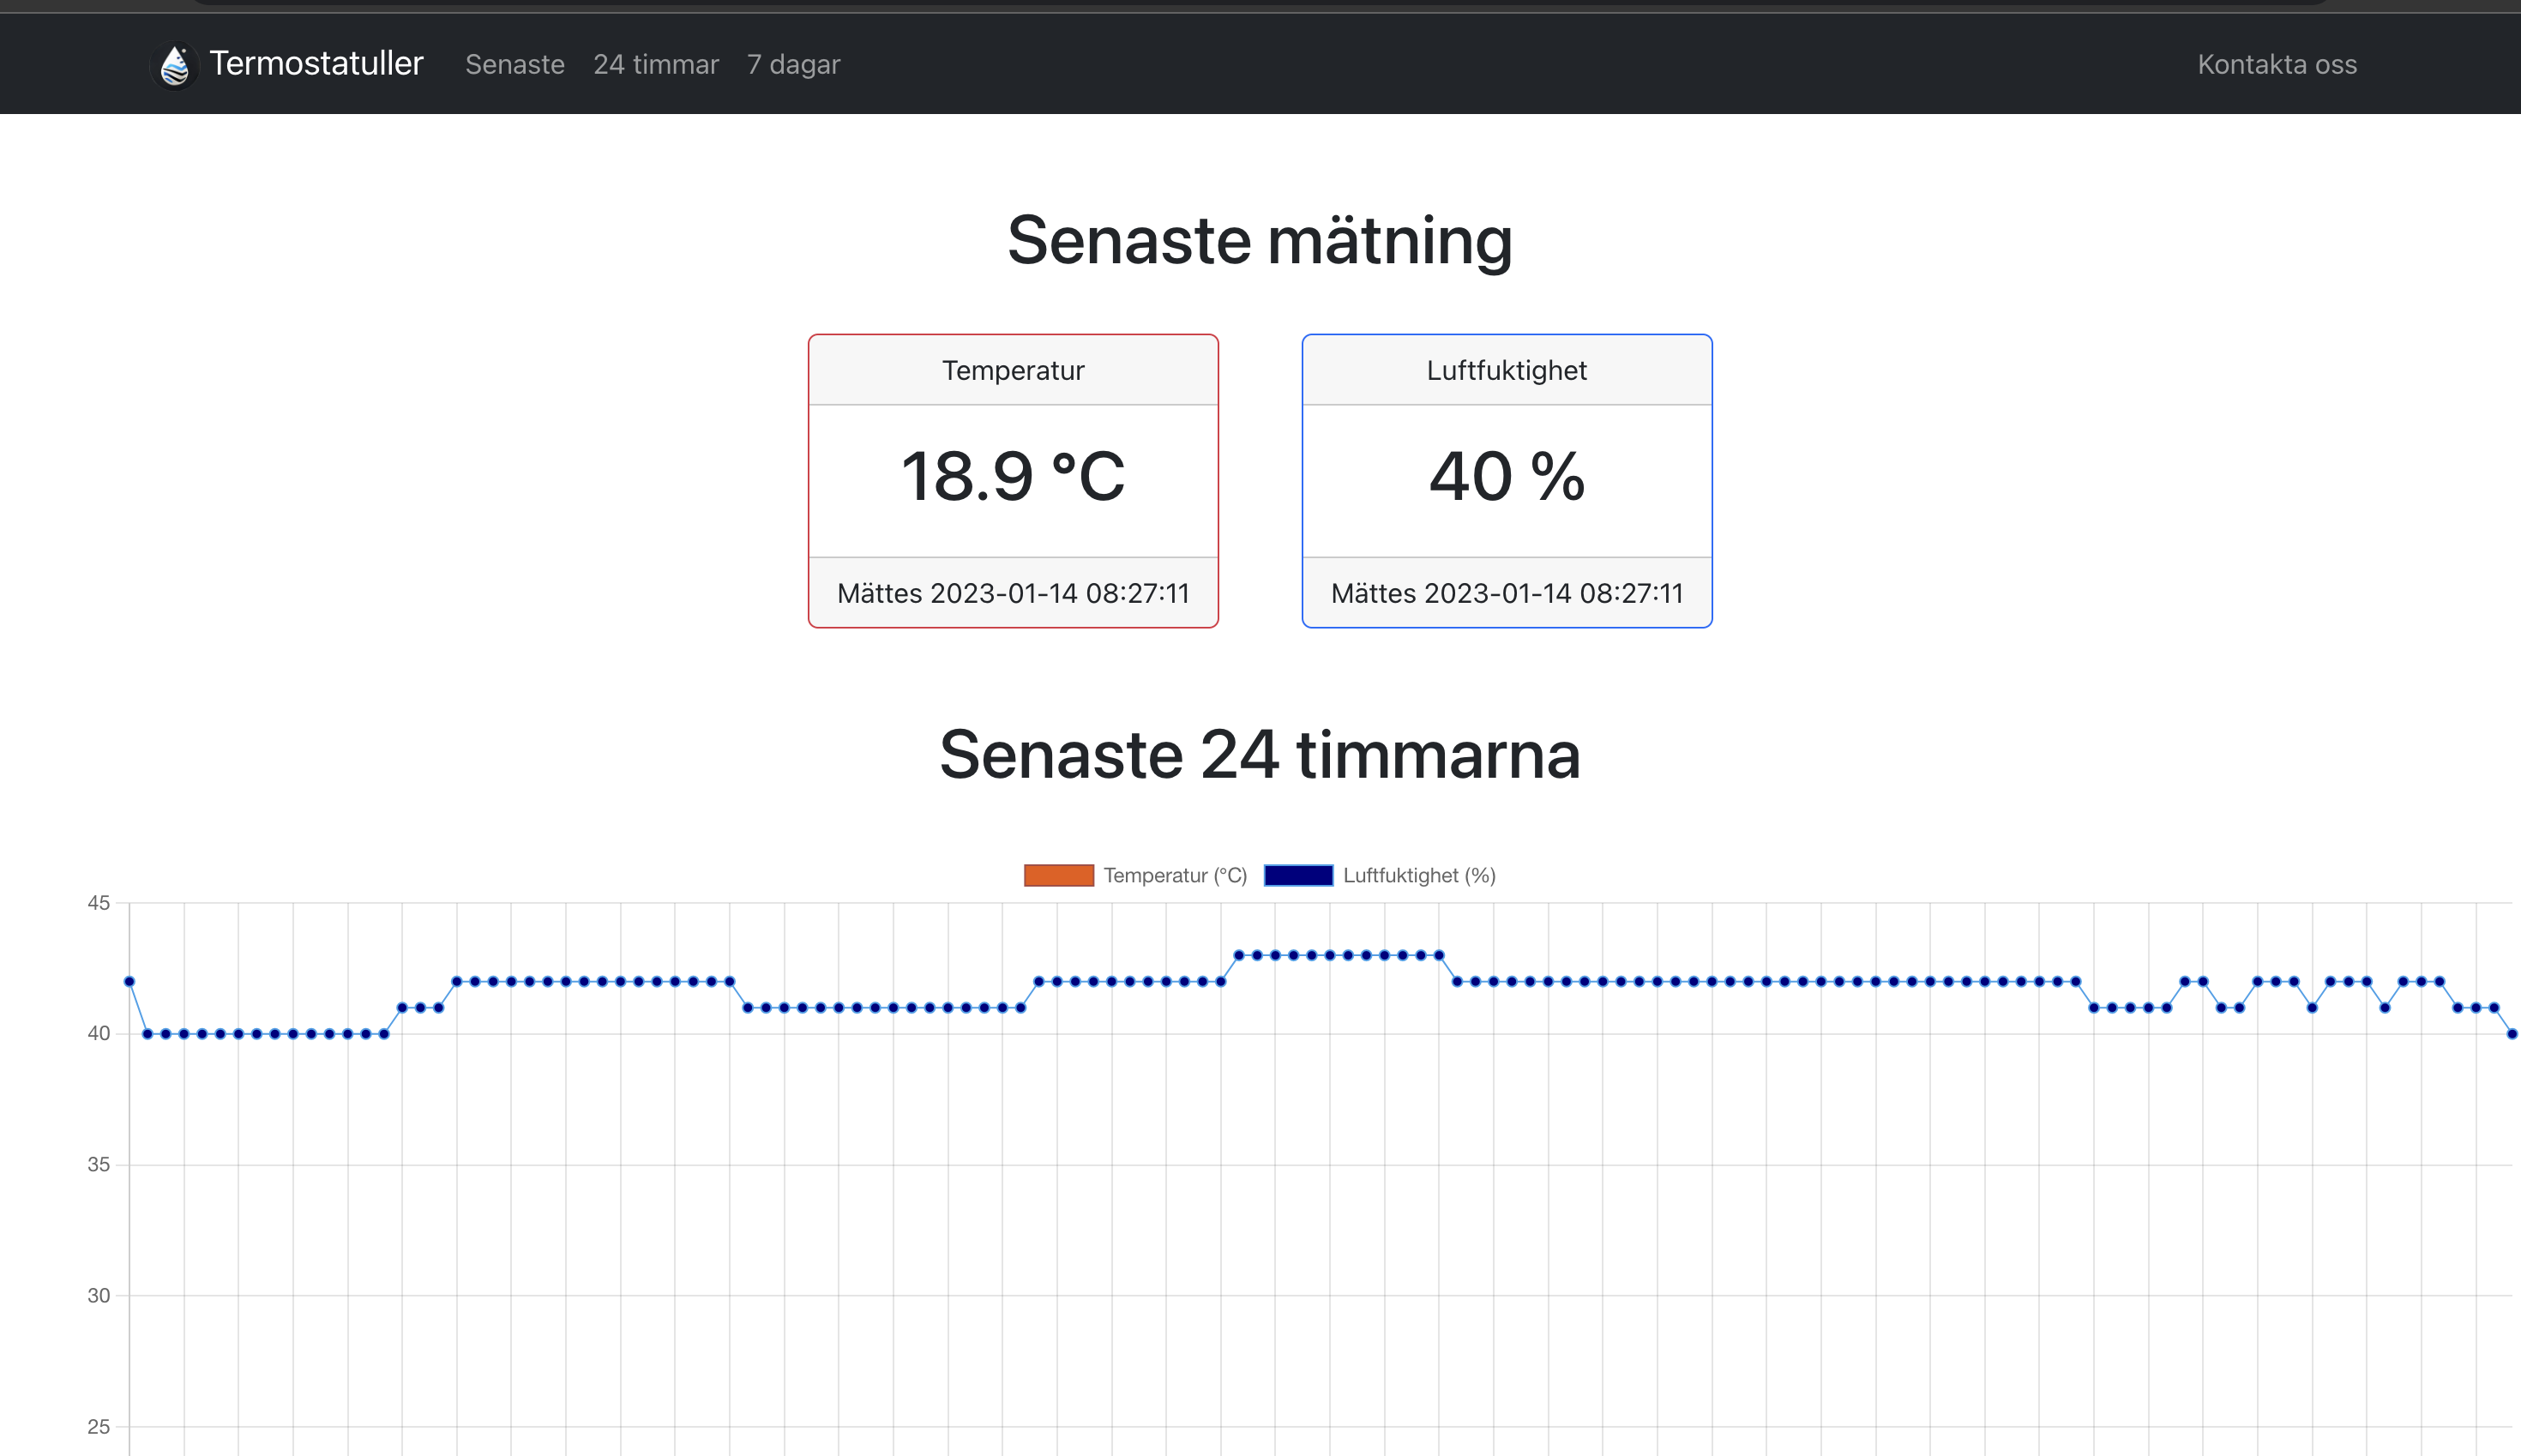 Termostatuller Senaste 24 timmar 7 dagar Kontakta oss
Senaste mätning
Temperatur
18.9 °C
Mättes 2023-01-14 08:27:11
Luftfuktighet
40 %
Mättes 2023-01-14 08:27:11
Senaste 24 timmarna
Temperatur (°C) Luftfuktighet (%)
45
40
35
30
25